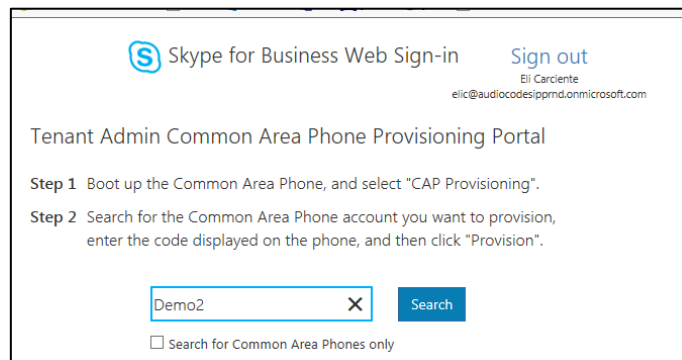 Skype for Business Web Sign-in
Sign out
Eli Carciente
elic@audiocodesipprnd.onmicrosoft.com
Tenant Admin Common Area Phone Provisioning Portal
Step 1 Boot up the Common Area Phone, and select "CAP Provisioning".
Step 2 Search for the Common Area Phone account you want to provision,
enter the code displayed on the phone, and then click "Provision".
Demo2
Search
Search for Common Area Phones only